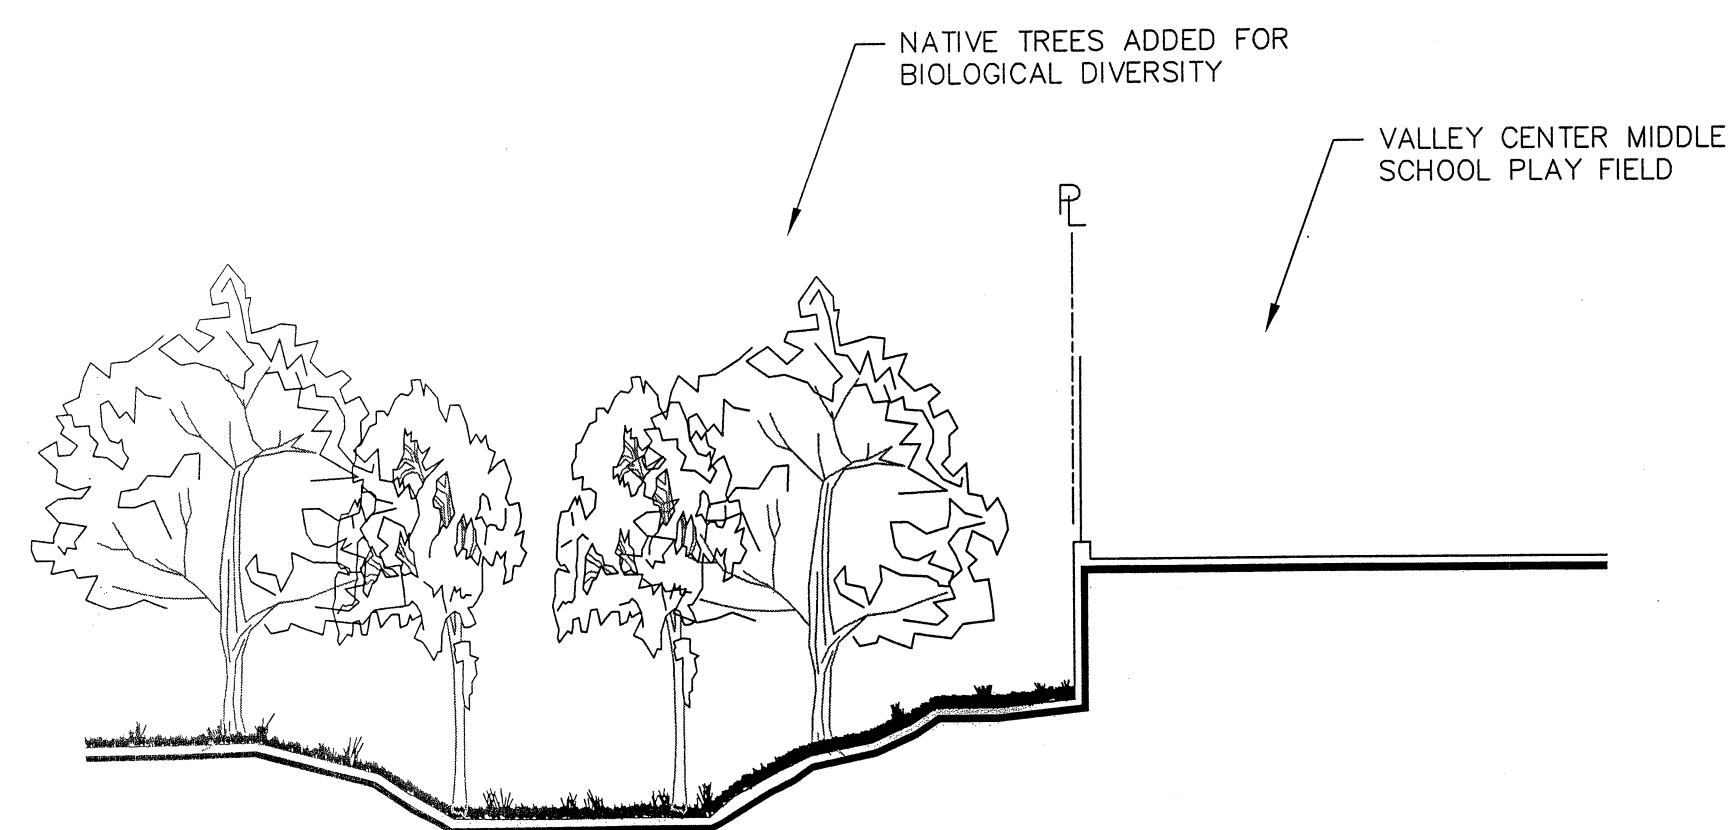 NATIVE TREES ADDED FOR
BIOLOGICAL DIVERSITY
VALLEY CENTER MIDDLE
SCHOOL PLAY FIELD
PL